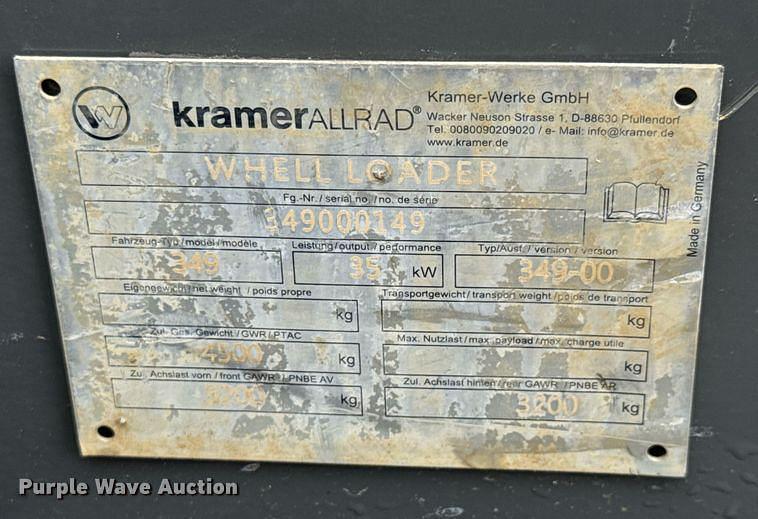 W
kramerALLRAD®
Kramer-Werke GmbH
Wacker Neuson Strasse 1, D-88630 Pfullendorf
Tel. 0080090209020 / e- Mail: info@kramer.de
www.kramer.de
WHELL LOADER
Fg.-Nr. / serial no. / no. de série
349000149
Made in Germany
Fahrzeug-Typ / model / modèle
Leistung / output / pedormance
Typ/Ausf. / version / version
349
35 kW
349-00
Eigengewicht / net weight / poids propre
Transportgewicht / transport weight / poids de transport
kg
kg
Zul. Ges. Gewicht / GWR / PTAC
Max. Nutzlast / max. payload / max. charge utile
4500 kg
kg
Zul. Achslast vorn / front GAWR / PNBE AV
Zul. Achslast hinten / rear GAWR / PNBE AR
3200 kg
3200 kg
Purple Wave Auction